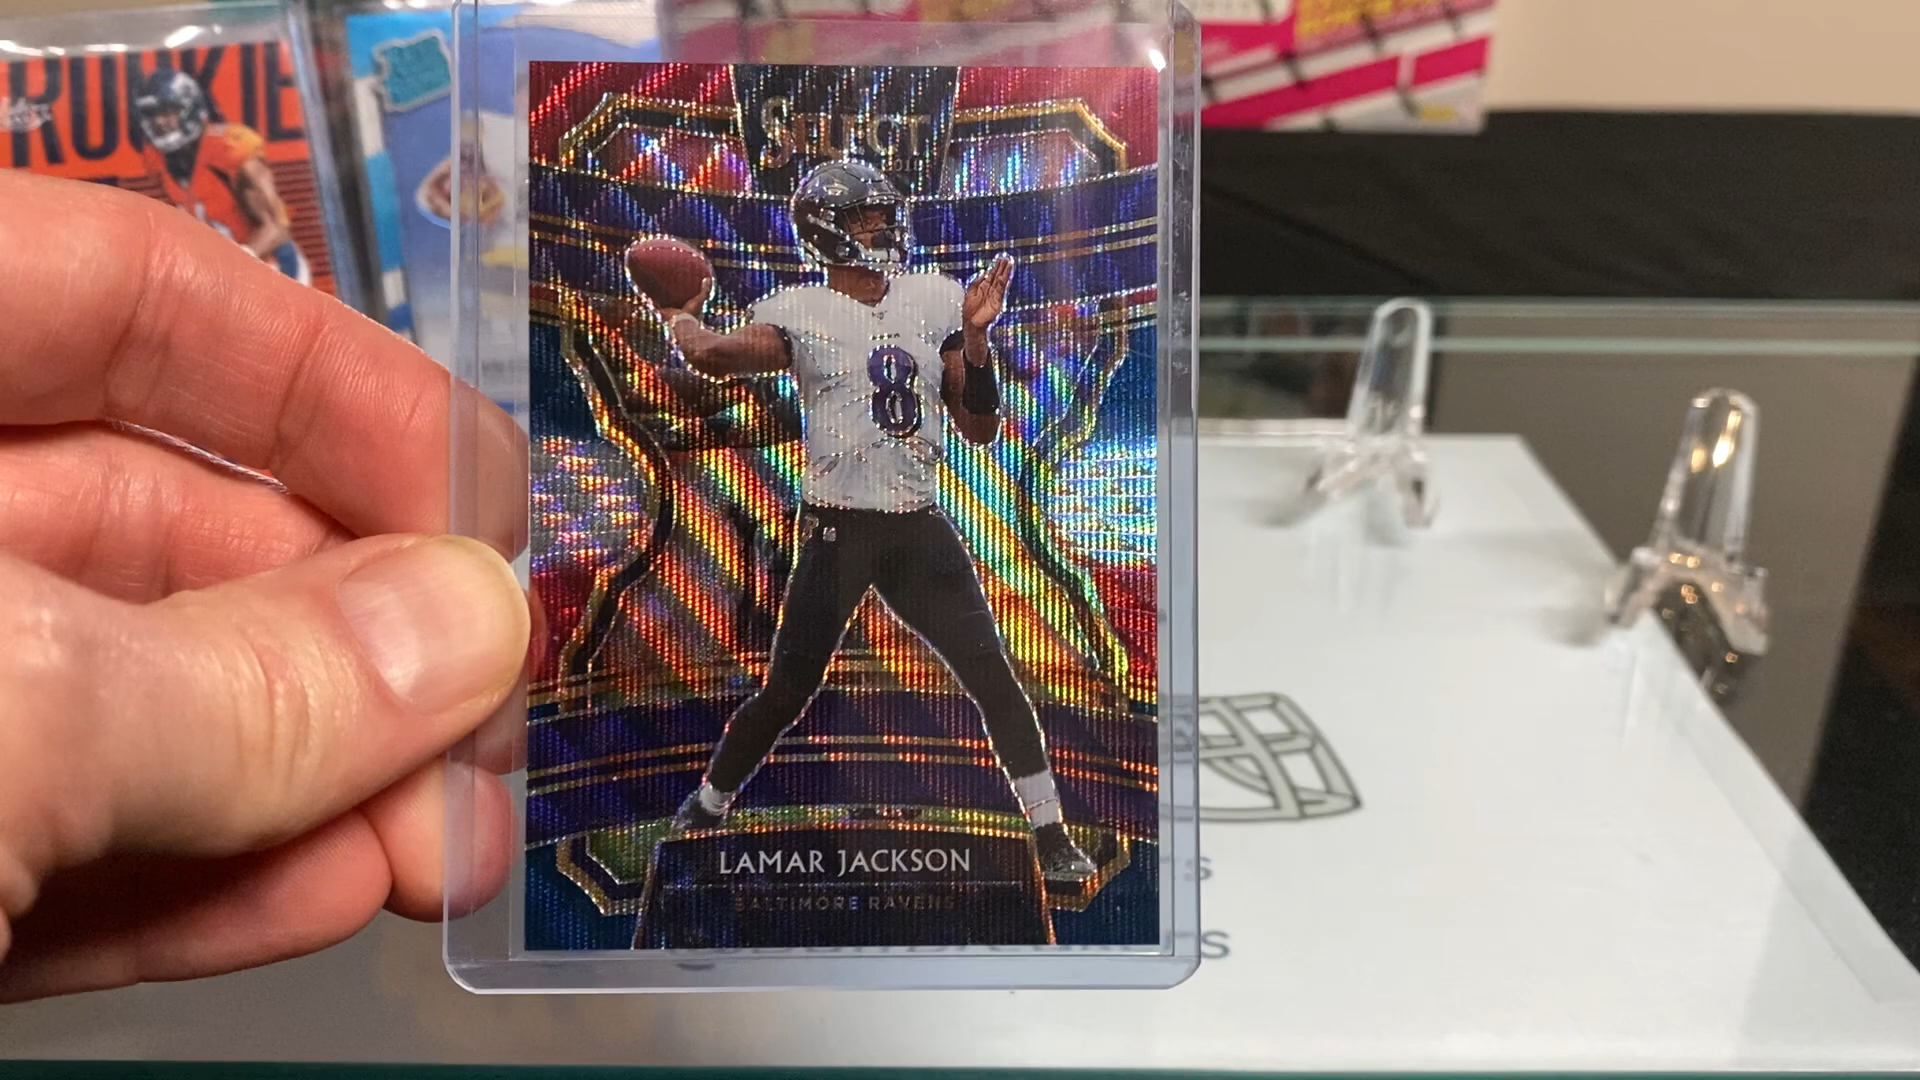 ROOKIE
SELECT
8
LAMAR JACKSON
BALTIMORE RAVENS